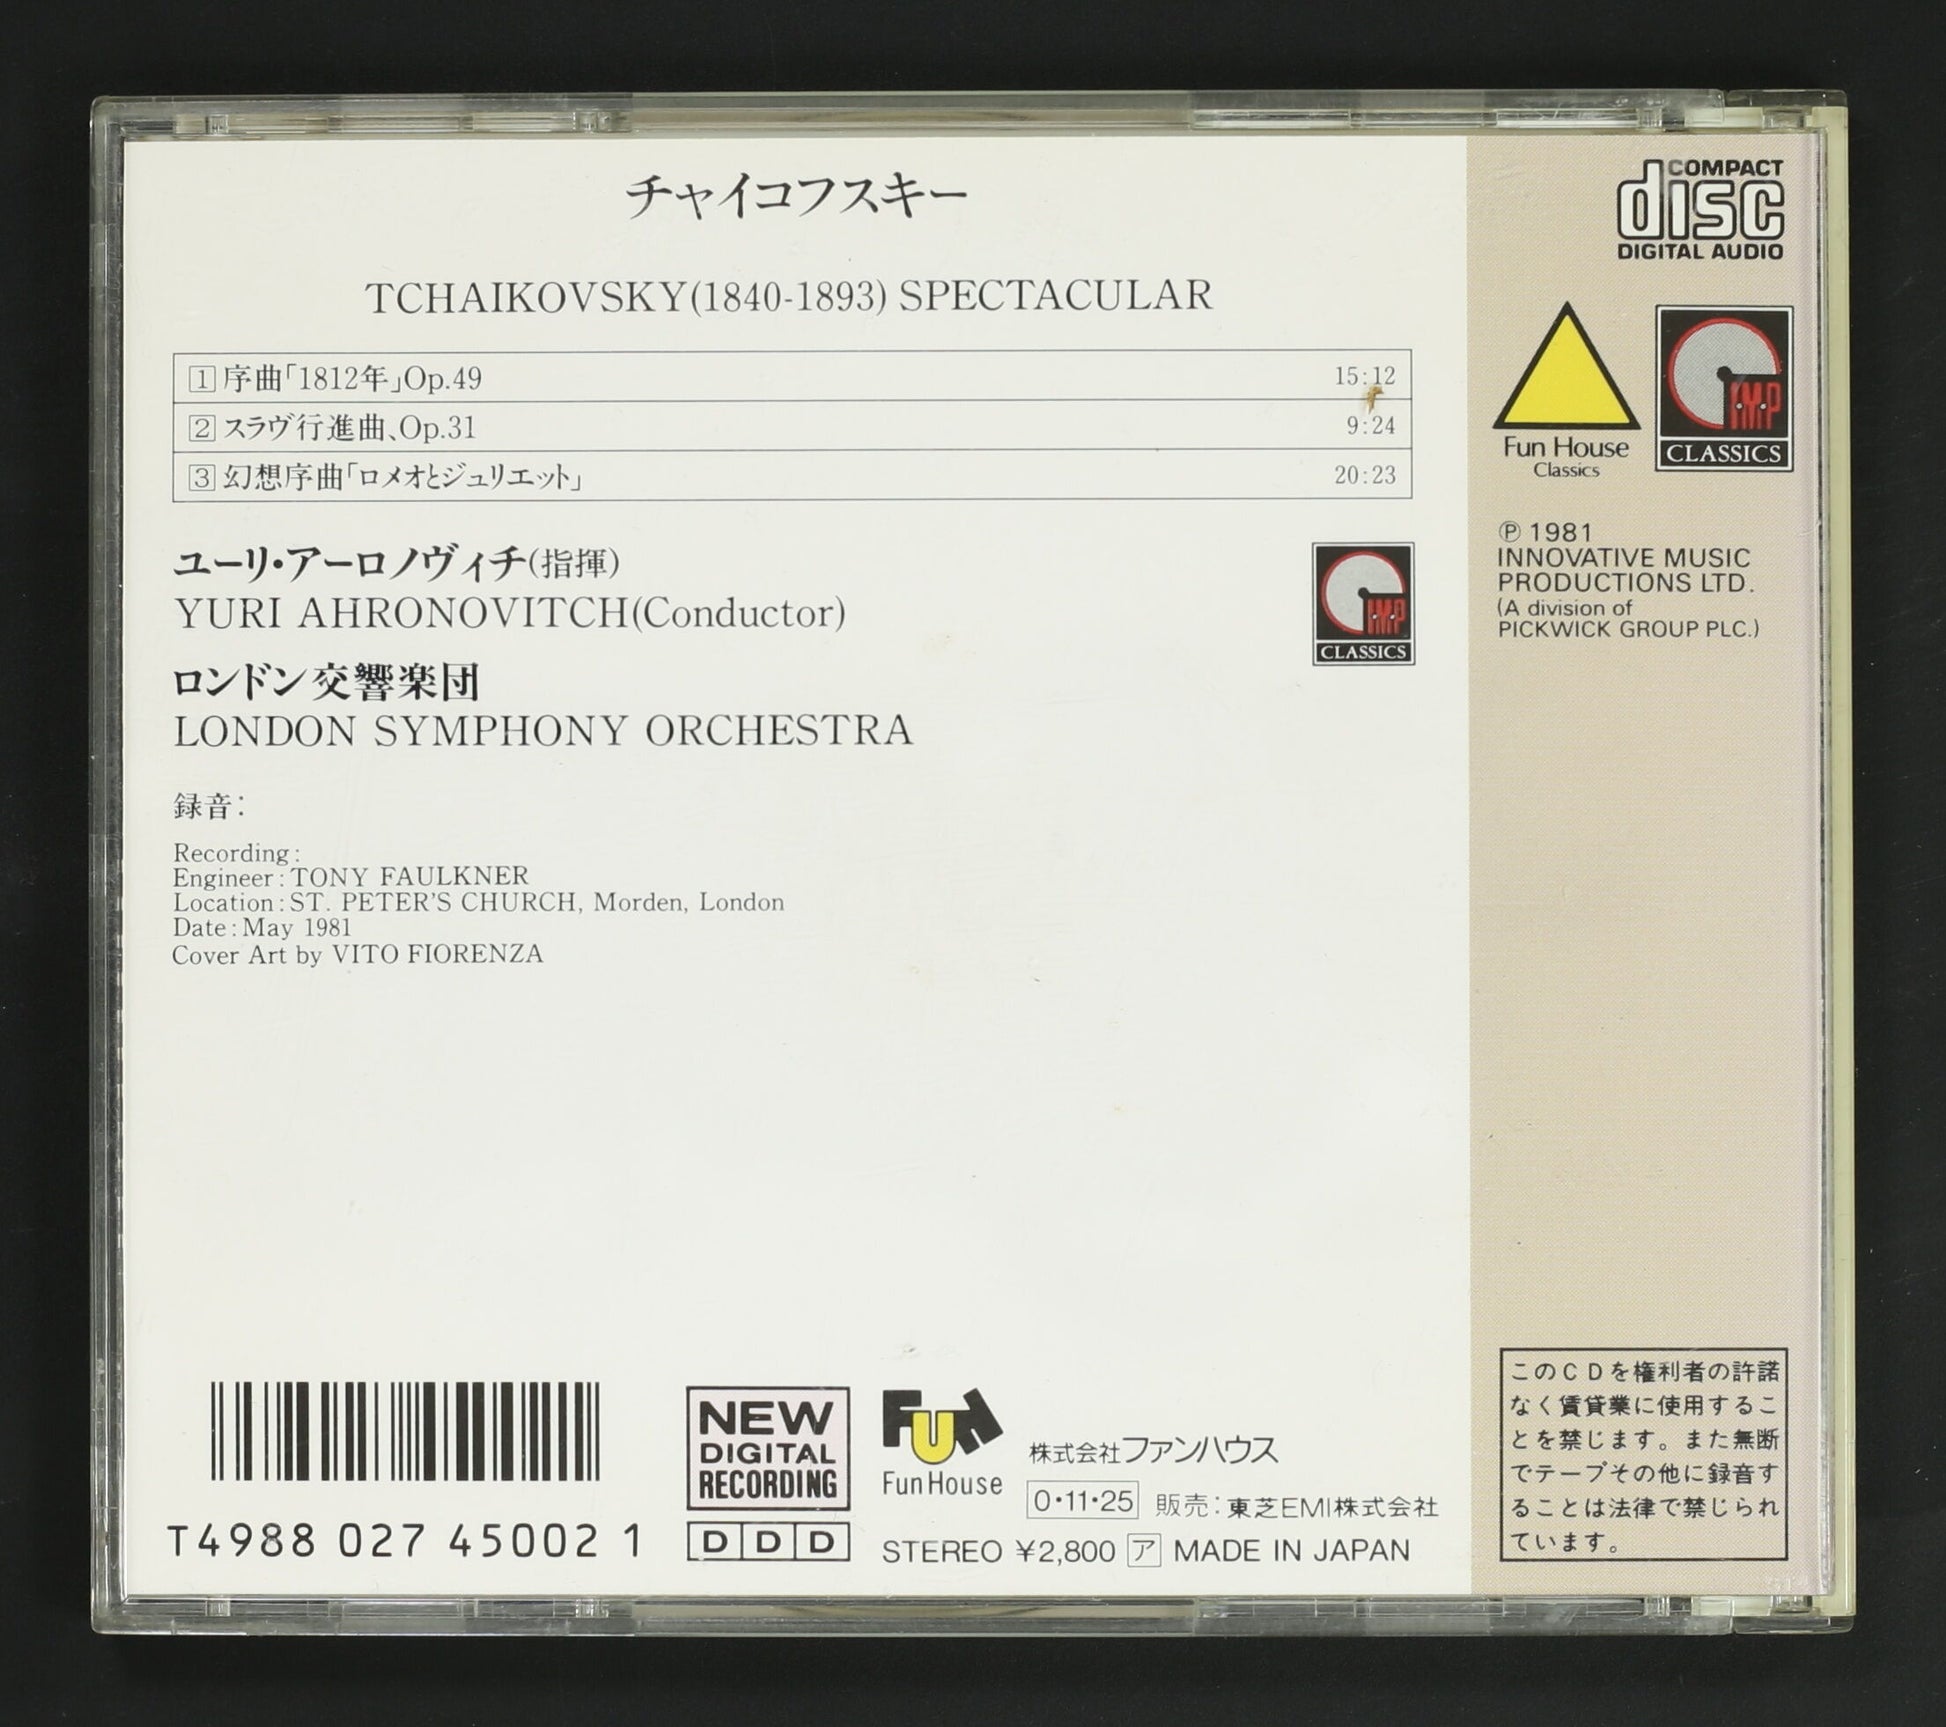 チャイコフスキー
TCHAIKOVSKY(1840-1893) SPECTACULAR
1 序曲「1812年」Op.49 15:12
2 スラヴ行進曲、Op.31 9:24
3 幻想序曲「ロメオとジュリエット」 20:23
ユーリ・アーロノヴィチ(指揮)
YURI AHRONOVITCH(Conductor)
ロンドン交響楽団
LONDON SYMPHONY ORCHESTRA
IMP
CLASSICS
録音:
Recording:
Engineer:TONY FAULKNER
Location:ST. PETER'S CHURCH, Morden, London
Date:May 1981
Cover Art by VITO FIORENZA
T4988 027 45002 1
NEW
DIGITAL
RECORDING
D D D
FUN
Fun House
株式会社ファンハウス
0・11・25 販売:東芝EMI株式会社
STEREO ¥2,800 ア MADE IN JAPAN
COMPACT
disc
DIGITAL AUDIO
Fun House
Classics
IMP
CLASSICS
Ⓟ 1981
INNOVATIVE MUSIC
PRODUCTIONS LTD.
(A division of
PICKWICK GROUP PLC.)
このCDを権利者の許諾
なく賃貸業に使用するこ
とを禁じます。また無断
でテープその他に録音す
ることは法律で禁じられ
ています。